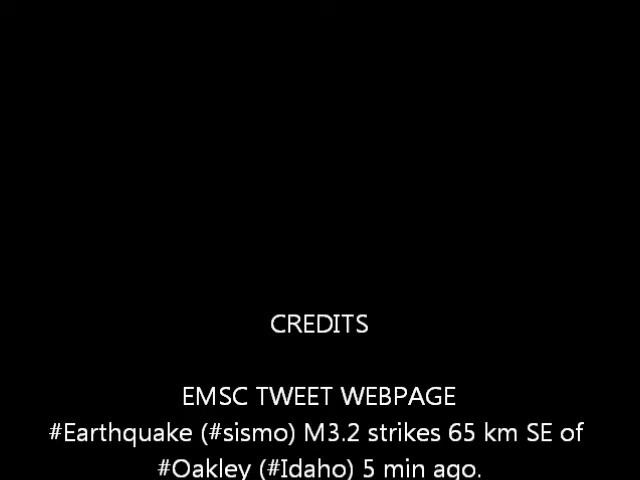 CREDITS
EMSC TWEET WEBPAGE
#Earthquake (#sismo) M3.2 strikes 65 km SE of
#Oakley (#Idaho) 5 min ago.